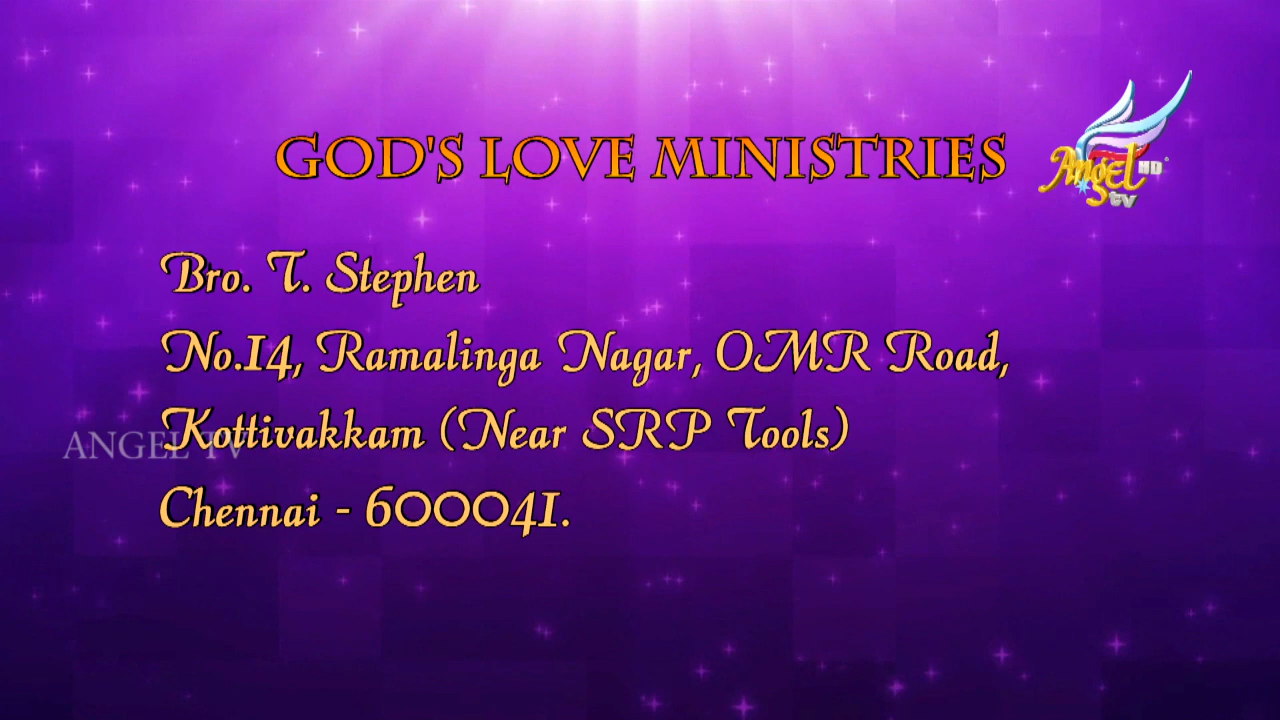 GOD'S LOVE MINISTRIES
Angel HD
tv
Bro. T. Stephen
No.14, Ramalinga Nagar, OMR Road,
Kottivakkam (Near SRP Tools)
ANGEL TV
Chennai - 600041.